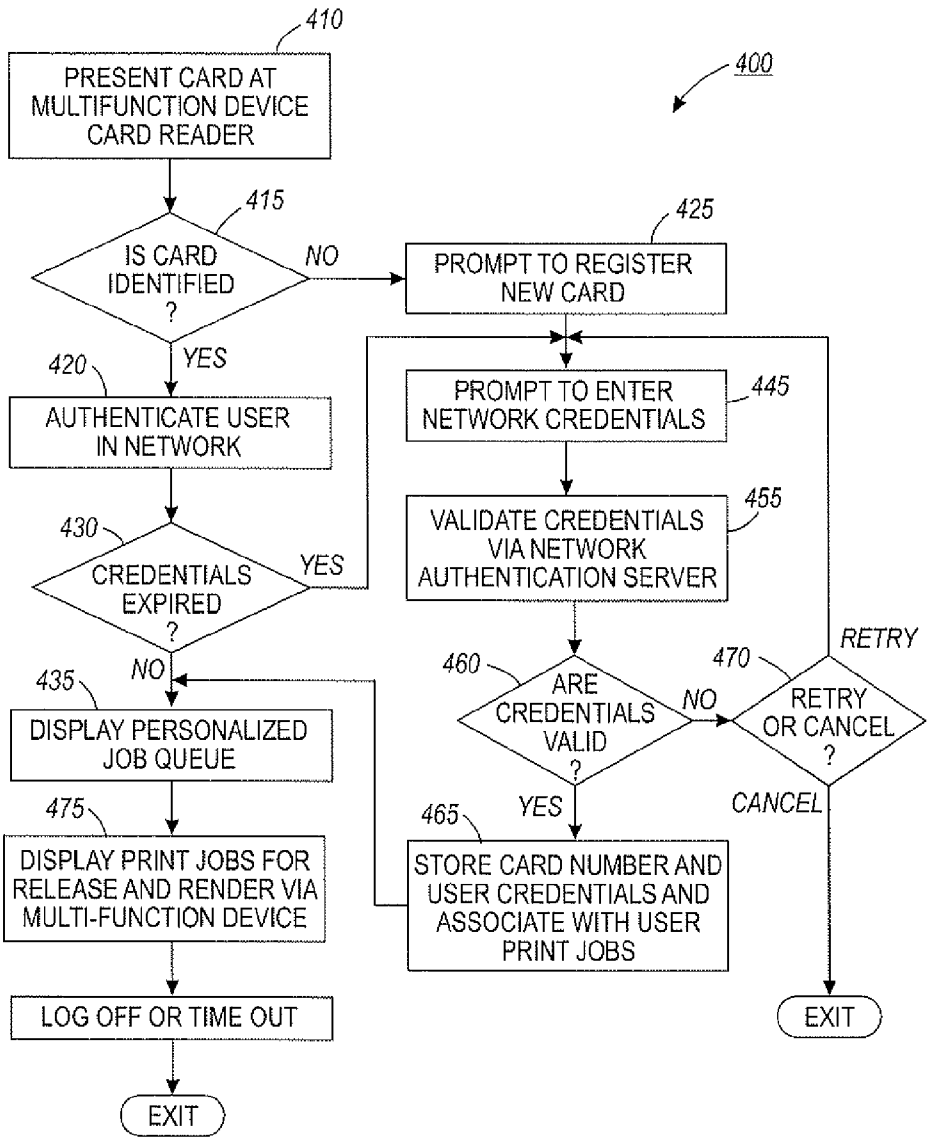 410
PRESENT CARD AT
MULTIFUNCTION DEVICE
CARD READER
400
415
IS CARD
IDENTIFIED
?
NO
YES
425
PROMPT TO REGISTER
NEW CARD
420
AUTHENTICATE USER
IN NETWORK
445
PROMPT TO ENTER
NETWORK CREDENTIALS
430
CREDENTIALS
EXPIRED
?
YES
NO
455
VALIDATE CREDENTIALS
VIA NETWORK
AUTHENTICATION SERVER
460
ARE
CREDENTIALS
VALID
?
NO
YES
470
RETRY
OR CANCEL
?
RETRY
CANCEL
435
DISPLAY PERSONALIZED
JOB QUEUE
475
DISPLAY PRINT JOBS FOR
RELEASE AND RENDER VIA
MULTI-FUNCTION DEVICE
465
STORE CARD NUMBER AND
USER CREDENTIALS AND
ASSOCIATE WITH USER
PRINT JOBS
LOG OFF OR TIME OUT
EXIT
EXIT